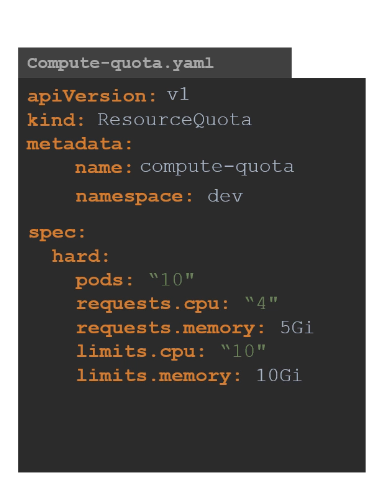 Compute-quota.yaml
apiVersion: v1
kind: ResourceQuota
metadata:
name: compute-quota
namespace: dev
spec:
hard:
pods: “10"
requests.cpu: “4"
requests.memory: 5Gi
limits.cpu: “10"
limits.memory: 10Gi